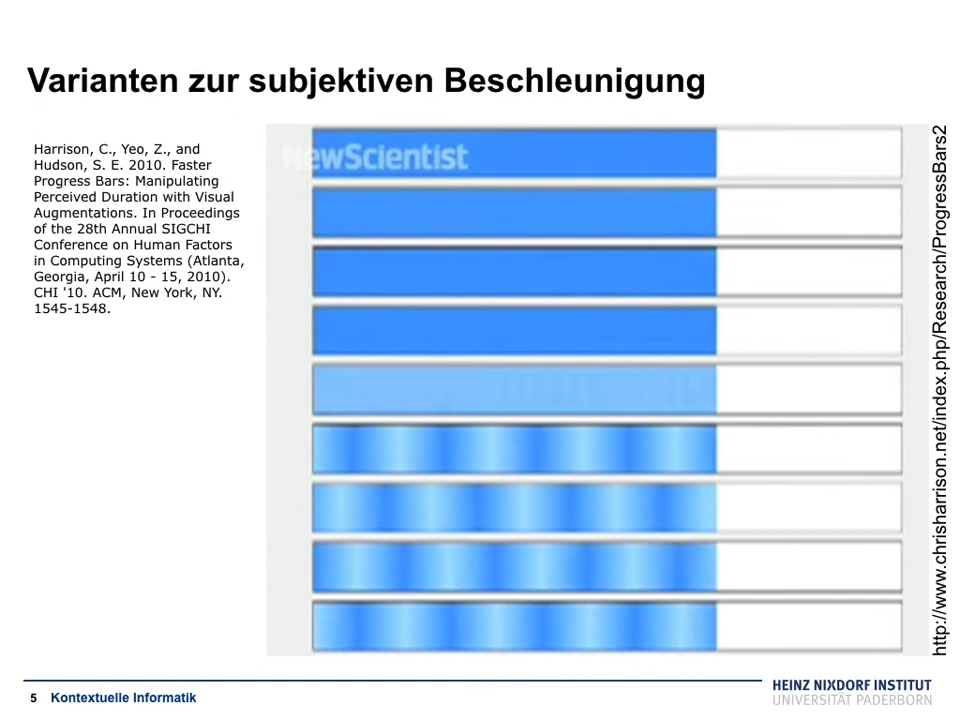 Varianten zur subjektiven Beschleunigung
Harrison, C., Yeo, Z., and
Hudson, S. E. 2010. Faster
Progress Bars: Manipulating
Perceived Duration with Visual
Augmentations. In Proceedings
of the 28th Annual SIGCHI
Conference on Human Factors
in Computing Systems (Atlanta,
Georgia, April 10 - 15, 2010).
CHI '10. ACM, New York, NY.
1545-1548.
NewScientist
http://www.chrisharrison.net/index.php/Research/ProgressBars2
5 Kontextuelle Informatik
HEINZ NIXDORF INSTITUT
UNIVERSITÄT PADERBORN